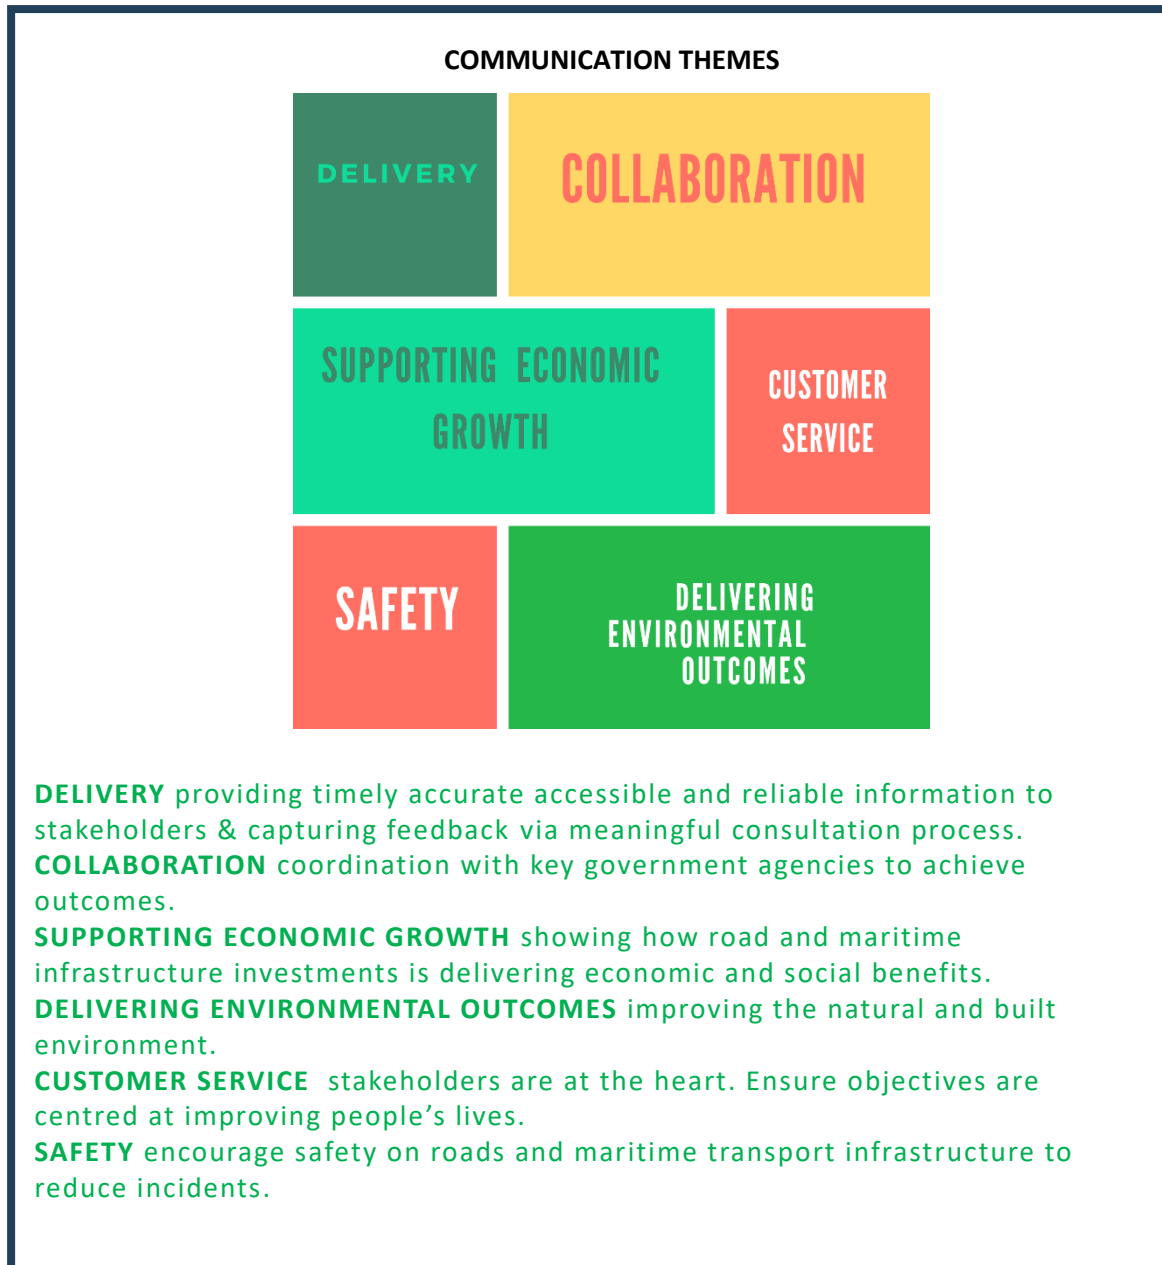 COMMUNICATION THEMES
DELIVERY
COLLABORATION
SUPPORTING ECONOMIC
GROWTH
CUSTOMER
SERVICE
SAFETY
DELIVERING
ENVIRONMENTAL
OUTCOMES
DELIVERY providing timely accurate accessible and reliable information to
stakeholders & capturing feedback via meaningful consultation process.
COLLABORATION coordination with key government agencies to achieve
outcomes.
SUPPORTING ECONOMIC GROWTH showing how road and maritime
infrastructure investments is delivering economic and social benefits.
DELIVERING ENVIRONMENTAL OUTCOMES improving the natural and built
environment.
CUSTOMER SERVICE  stakeholders are at the heart. Ensure objectives are
centred at improving people’s lives.
SAFETY encourage safety on roads and maritime transport infrastructure to
reduce incidents.